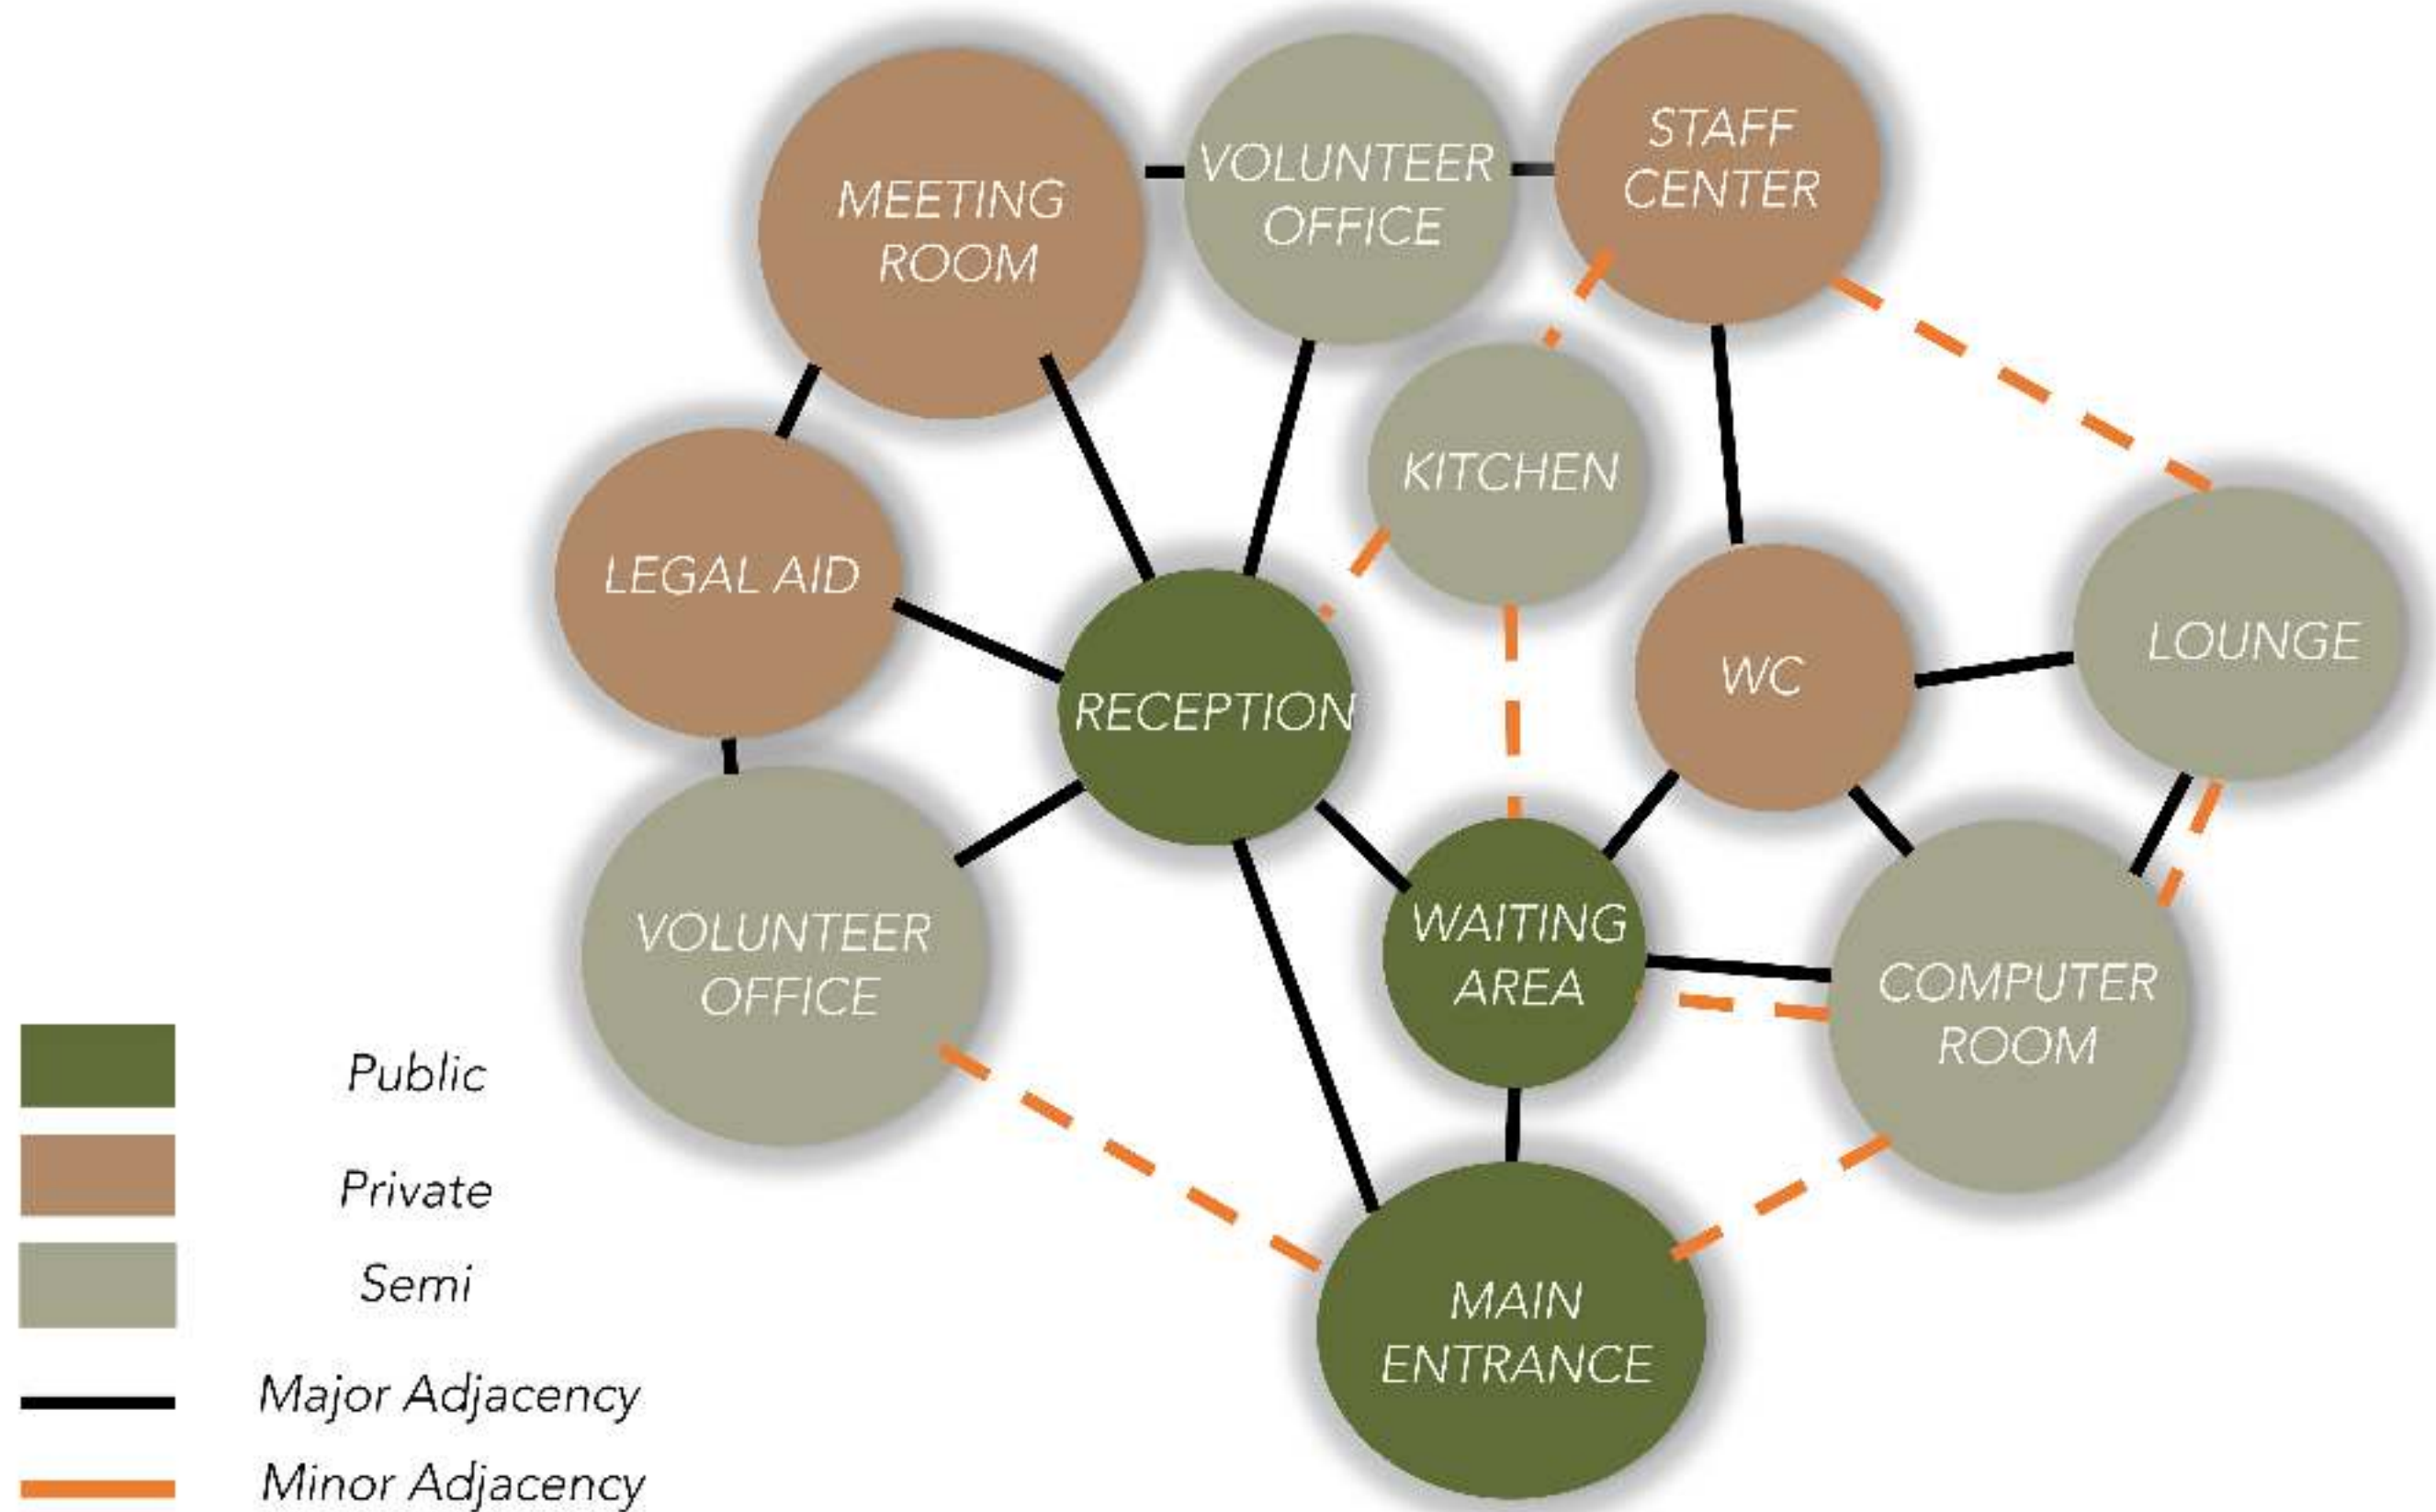 STAFF
CENTER
VOLUNTEER
OFFICE
MEETING
ROOM
KITCHEN
LEGAL AID
LOUNGE
WC
RECEPTION
WAITING
AREA
VOLUNTEER
OFFICE
COMPUTER
ROOM
MAIN
ENTRANCE
Public
Private
Semi
Major Adjacency
Minor Adjacency